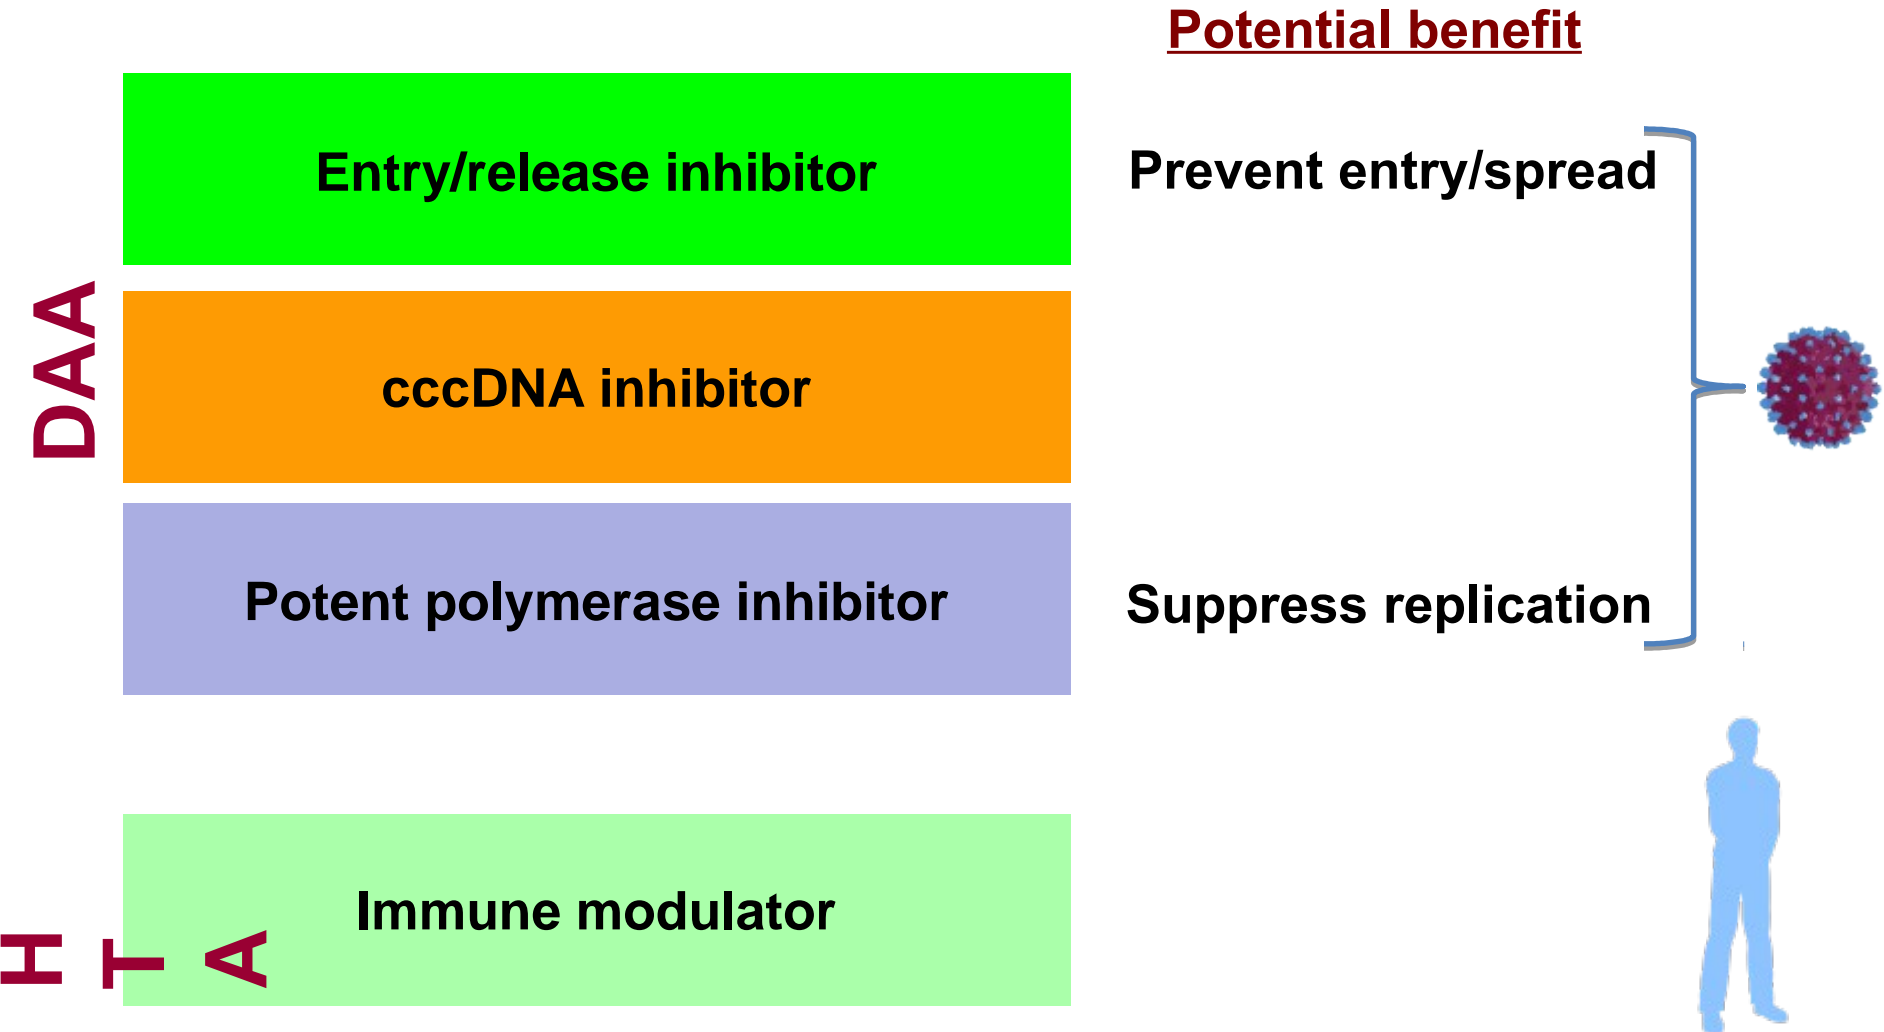 Potential benefit
Entry/release inhibitor
Prevent entry/spread
DAA
cccDNA inhibitor
Potent polymerase inhibitor
Suppress replication
Immune modulator
HTA